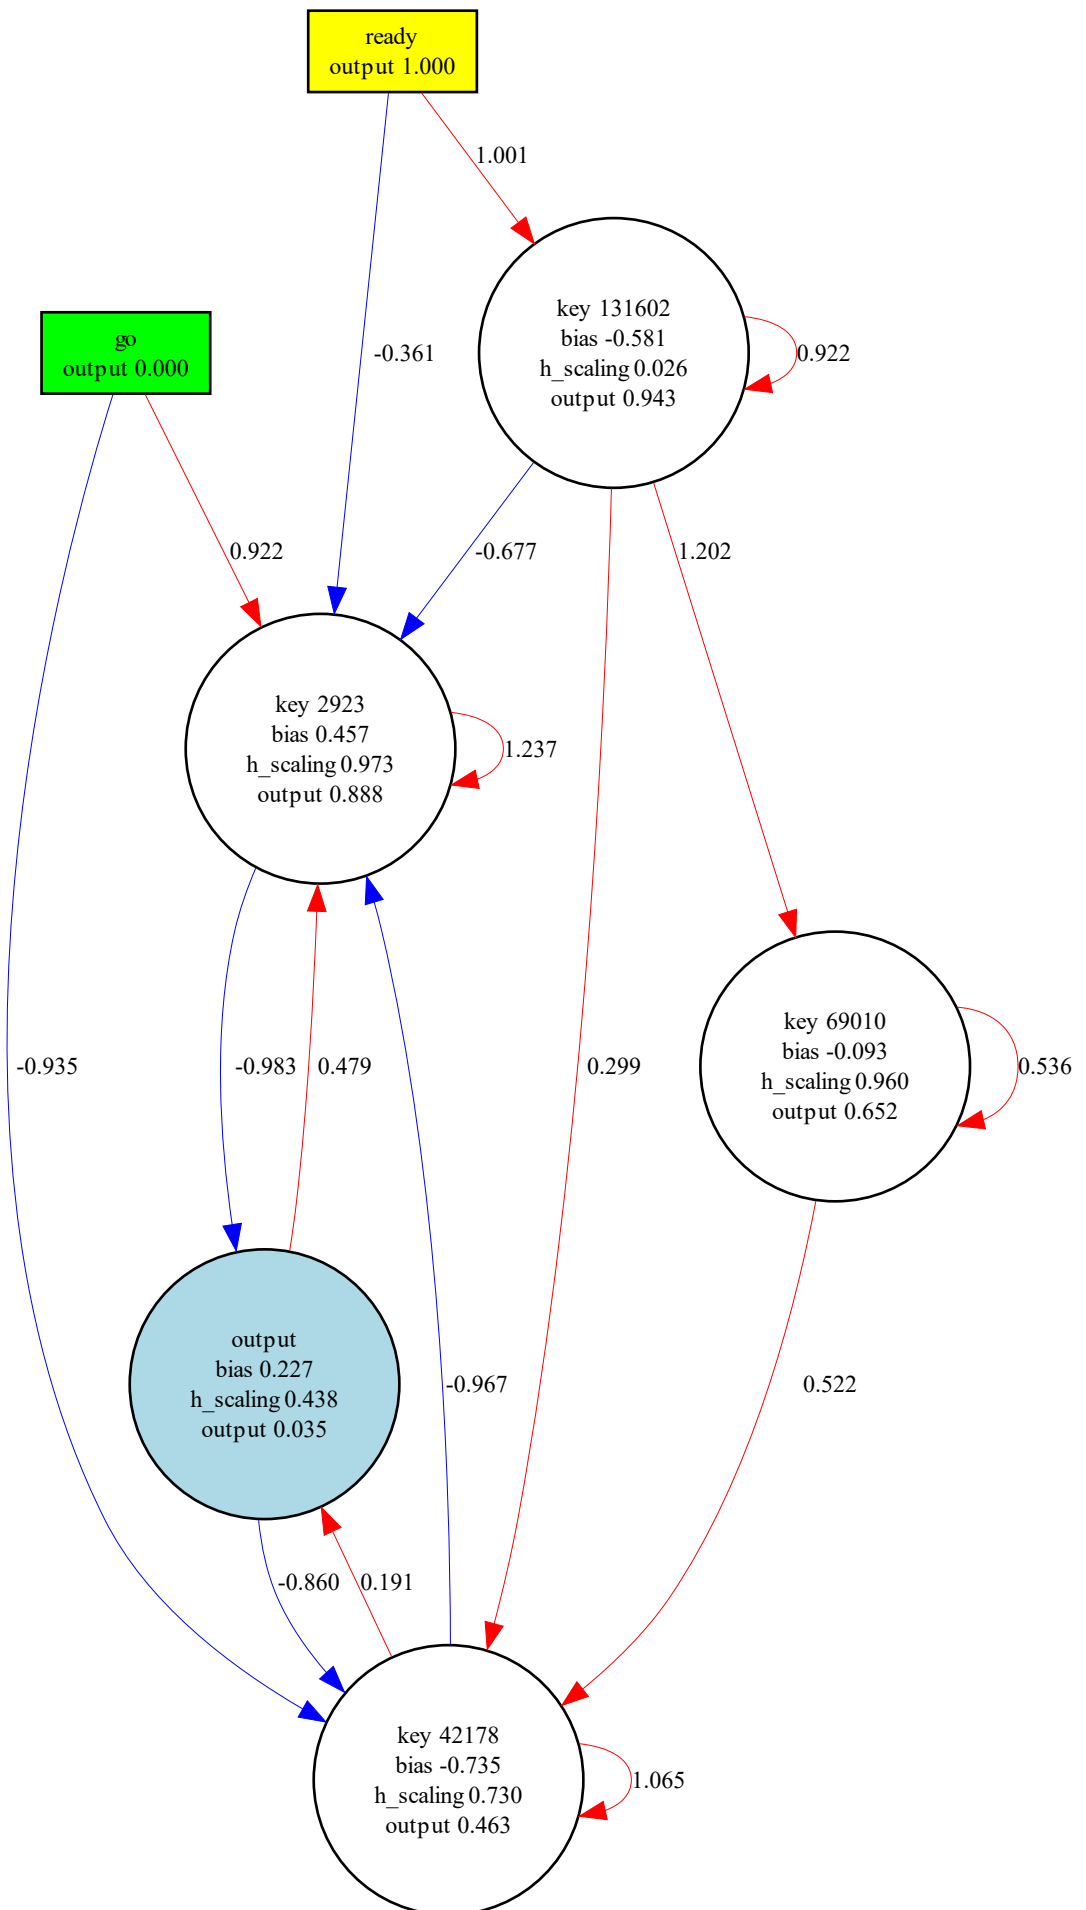 ready
output 1.000
1.001
key 131602
bias -0.581
h_scaling 0.026
output 0.943
0.922
go
output 0.000
-0.361
0.922
-0.677
1.202
key 2923
bias 0.457
h_scaling 0.973
output 0.888
1.237
key 69010
bias -0.093
h_scaling 0.960
output 0.652
0.536
-0.935
-0.983
0.479
0.299
output
bias 0.227
h_scaling 0.438
output 0.035
-0.967
0.522
-0.860
0.191
key 42178
bias -0.735
h_scaling 0.730
output 0.463
1.065